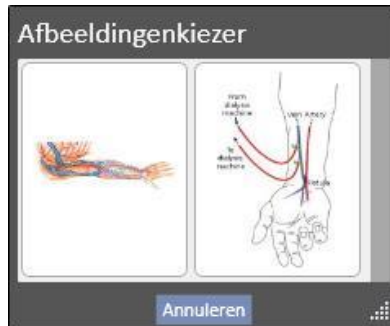 Afbeeldingenkiezer
From
dialysis
machine
Vein Artery
To
dialysis
machine
Fistula
Annuleren